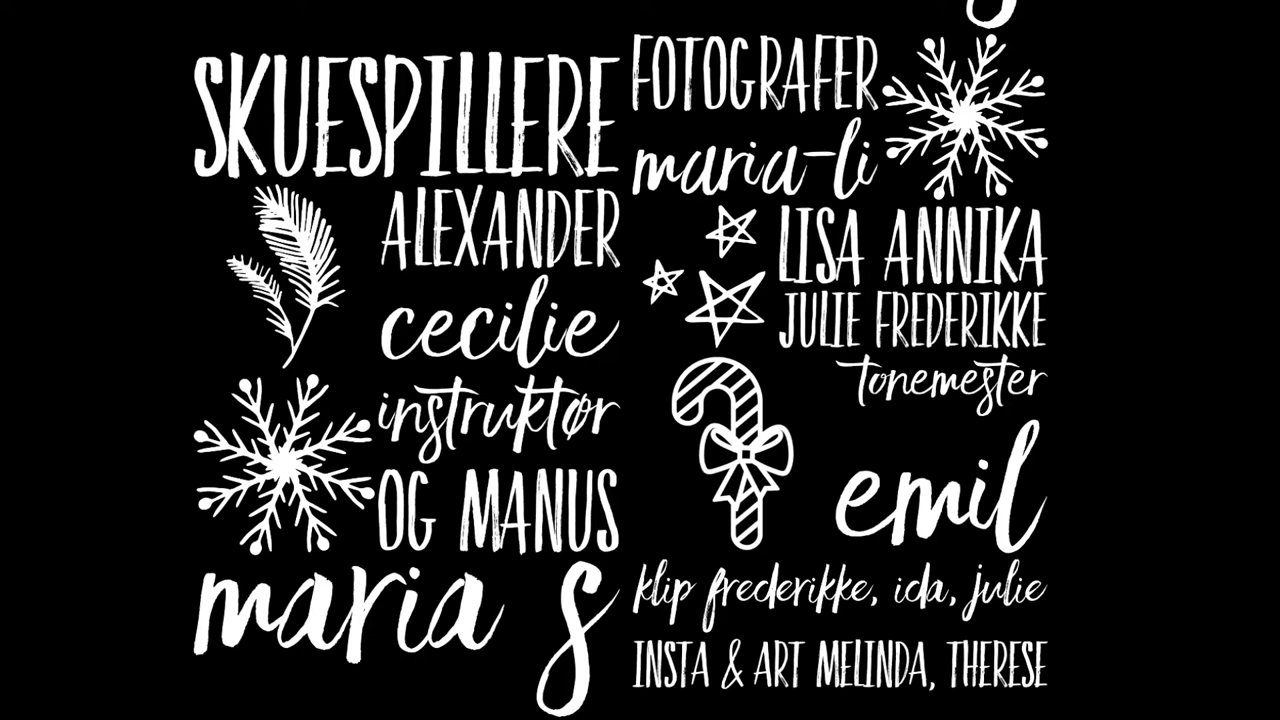 SKUESPILLERE
ALEXANDER
cecilie
instruktør
OG MANUS
maria s
FOTOGRAFER
maria-li
LISA ANNIKA
JULIE FREDERIKKE
tonemester
emil
klip frederikke, ida, julie
INSTA & ART MELINDA, THERESE